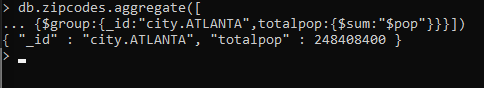 > db.zipcodes.aggregate([
... {$group:{_id:"city.ATLANTA",totalpop:{$sum:"$pop"}}}])
{ "_id" : "city.ATLANTA", "totalpop" : 248408400 }
>